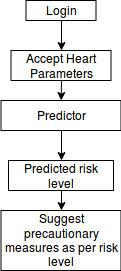 Login
Accept Heart
Parameters
Predictor
Predicted risk
level
Suggest
precautionary
measures as per risk
level